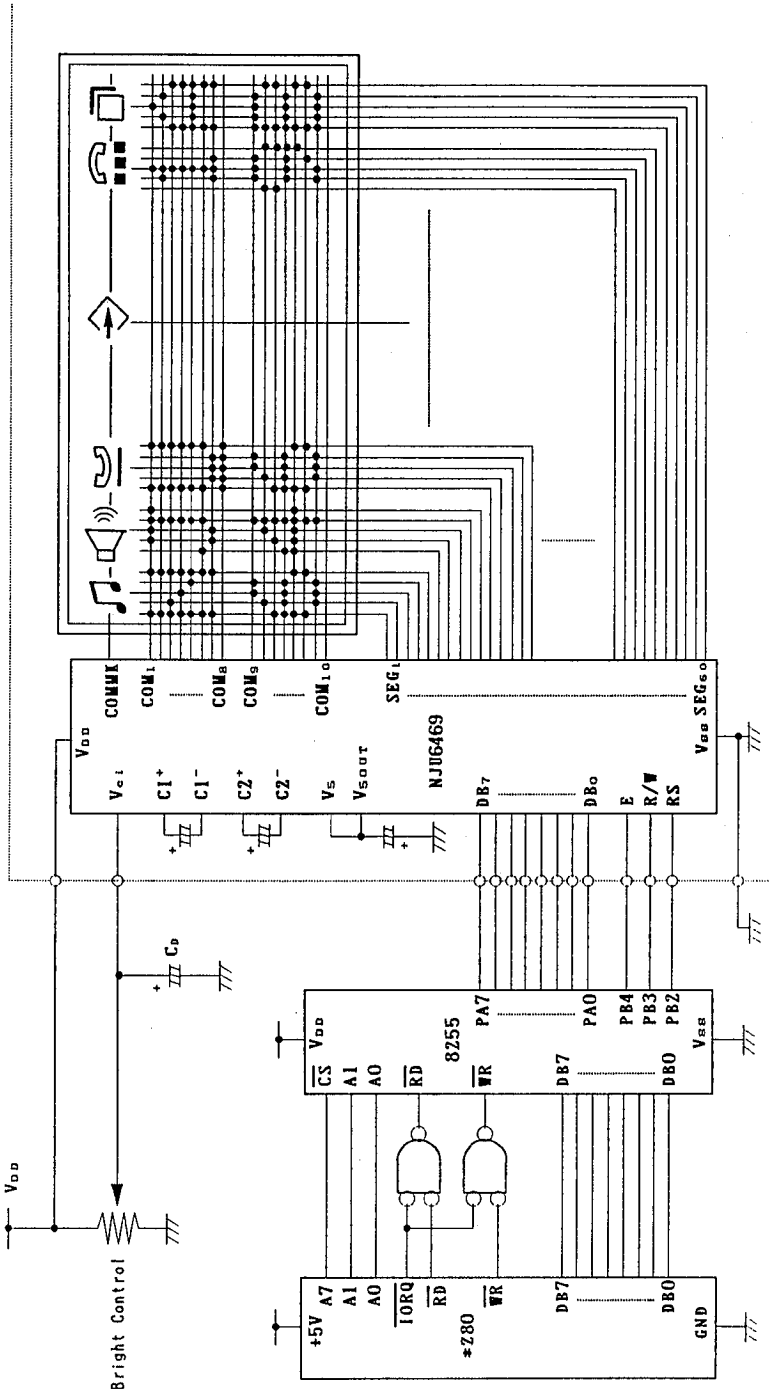 Bright Control
VDD
CD
+
*Z80
+5V
A7
A1
A0
IORQ
RD
WR
DB7
DB0
GND
8255
VDD
CS
A1
A0
RD
WR
DB7
DB0
PA7
PA0
PB4
PB3
PB2
VSS
NJU6469
VDD
VCI
C1+
C1-
C2+
C2-
V5
V5OUT
+
+
+
DB7
DB0
E
R/W
RS
VSS
COMMK
COM1
COM8
COM9
COM10
SEG1
SEG60